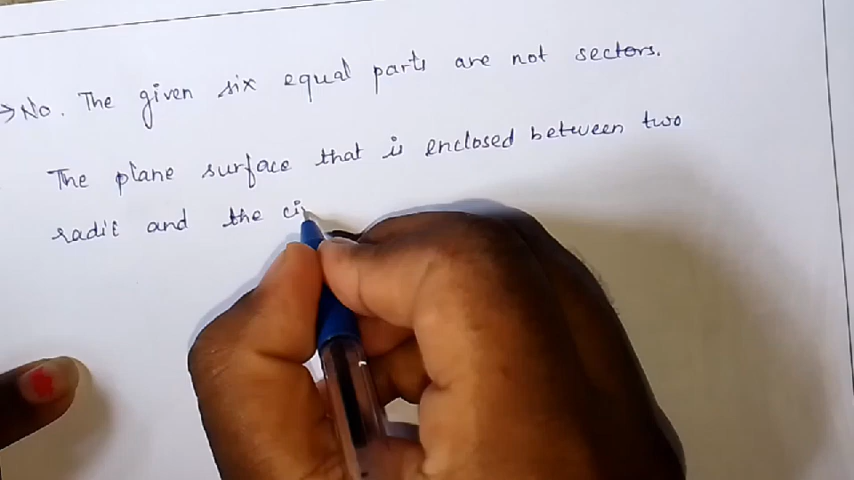 → No. The given six equal parts are not sectors.
The plane surface that is enclosed between two
radii and the ci